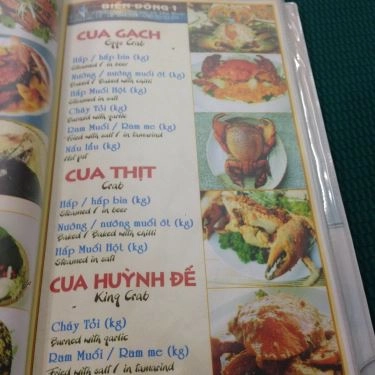 BIỂN ĐÔNG 1
CUA GẠCH
Eggs Crab
Hấp / hấp bia (kg)
Steamed / in beer
Nướng / nướng muối ớt (kg)
Baked / Baked with chilli
Hấp Muối Hột (kg)
Steamed in salt
Cháy Tỏi (kg)
Burned with garlic
Ram Muối / Ram me (kg)
Fried with salt / in tamarind
Nấu lẩu (kg)
Hot pot
CUA THỊT
Crab
Hấp / hấp bia (kg)
Steamed / in beer
Nướng / nướng muối ớt (kg)
Baked / Baked with chilli
Hấp Muối Hột (kg)
Steamed in salt
CUA HUỲNH ĐẾ
King Crab
Cháy Tỏi (kg)
Burned with garlic
Ram Muối / Ram me (kg)
Fried with salt / in tamarind